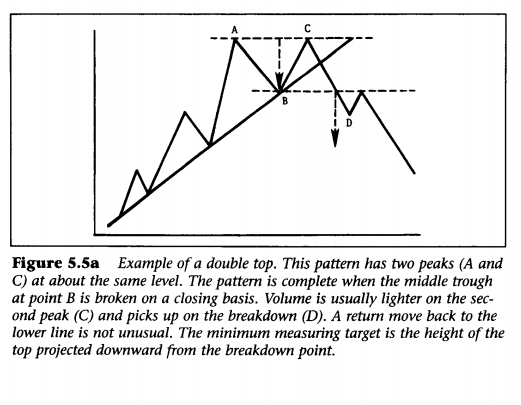 A
C
B
D
Figure 5.5a Example of a double top. This pattern has two peaks (A and
C) at about the same level. The pattern is complete when the middle trough
at point B is broken on a closing basis. Volume is usually lighter on the sec-
ond peak (C) and picks up on the breakdown (D). A return move back to the
lower line is not unusual. The minimum measuring target is the height of the
top projected downward from the breakdown point.